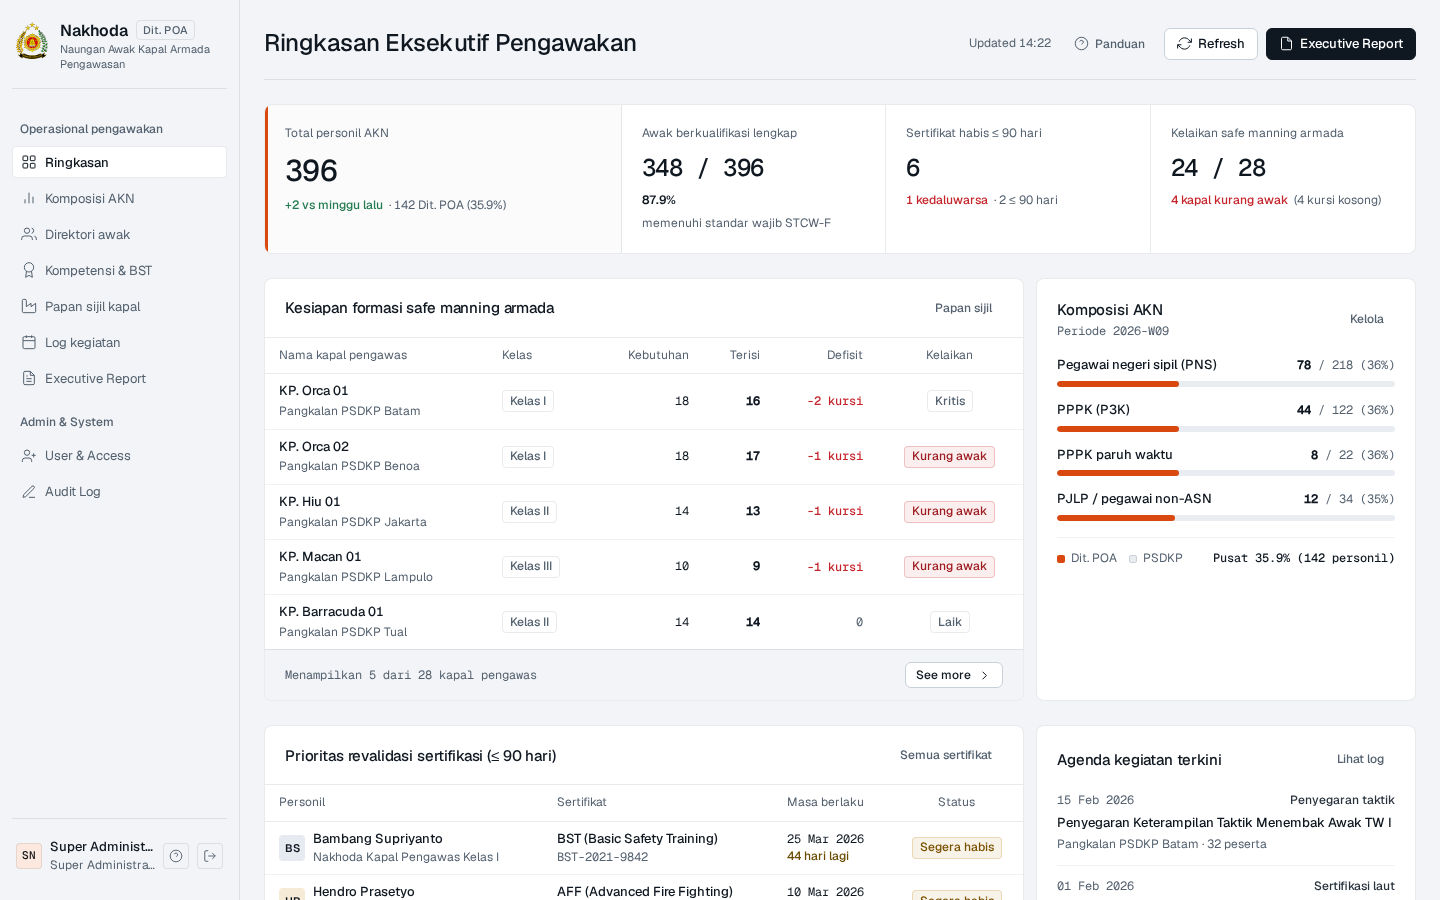 Nakhoda Dit. POA
Naungan Awak Kapal Armada
Pengawasan
Operasional pengawakan
Ringkasan
Komposisi AKN
Direktori awak
Kompetensi & BST
Papan sijil kapal
Log kegiatan
Executive Report
Admin & System
User & Access
Audit Log
SN
Super Administ...
Super Administra...
Ringkasan Eksekutif Pengawakan
Updated 14:22
Panduan
Refresh
Executive Report
Total personil AKN
396
+2 vs minggu lalu · 142 Dit. POA (35.9%)
Awak berkualifikasi lengkap
348 / 396
87.9%
memenuhi standar wajib STCW-F
Sertifikat habis ≤ 90 hari
6
1 kedaluwarsa · 2 ≤ 90 hari
Kelaikan safe manning armada
24 / 28
4 kapal kurang awak (4 kursi kosong)
Kesiapan formasi safe manning armada
Papan sijil
Nama kapal pengawas Kelas Kebutuhan Terisi Defisit Kelaikan
KP. Orca 01
Pangkalan PSDKP Batam
Kelas I 18 16 -2 kursi Kritis
KP. Orca 02
Pangkalan PSDKP Benoa
Kelas I 18 17 -1 kursi Kurang awak
KP. Hiu 01
Pangkalan PSDKP Jakarta
Kelas II 14 13 -1 kursi Kurang awak
KP. Macan 01
Pangkalan PSDKP Lampulo
Kelas III 10 9 -1 kursi Kurang awak
KP. Barracuda 01
Pangkalan PSDKP Tual
Kelas II 14 14 0 Laik
Menampilkan 5 dari 28 kapal pengawas
See more
Komposisi AKN
Periode 2026-W09
Kelola
Pegawai negeri sipil (PNS) 78 / 218 (36%)
PPPK (P3K) 44 / 122 (36%)
PPPK paruh waktu 8 / 22 (36%)
PJLP / pegawai non-ASN 12 / 34 (35%)
Dit. POA PSDKP Pusat 35.9% (142 personil)
Prioritas revalidasi sertifikasi (≤ 90 hari)
Semua sertifikat
Personil Sertifikat Masa berlaku Status
BS
Bambang Supriyanto
Nakhoda Kapal Pengawas Kelas I
BST (Basic Safety Training)
BST-2021-9842
25 Mar 2026
44 hari lagi
Segera habis
Hendro Prasetyo
AFF (Advanced Fire Fighting)
10 Mar 2026
Segera habis
Agenda kegiatan terkini
Lihat log
15 Feb 2026 Penyegaran taktik
Penyegaran Keterampilan Taktik Menembak Awak TW I
Pangkalan PSDKP Batam · 32 peserta
01 Feb 2026 Sertifikasi laut